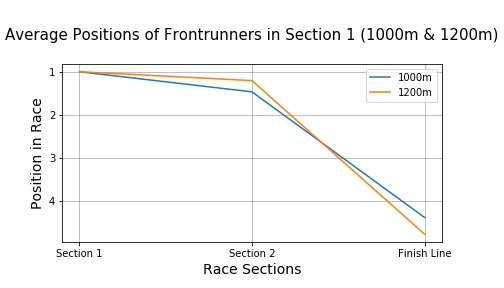 Average Positions of Frontrunners in Section 1 (1000m & 1200m)
1000m
1200m
1
2
3
4
Position in Race
Section 1
Section 2
Finish Line
Race Sections